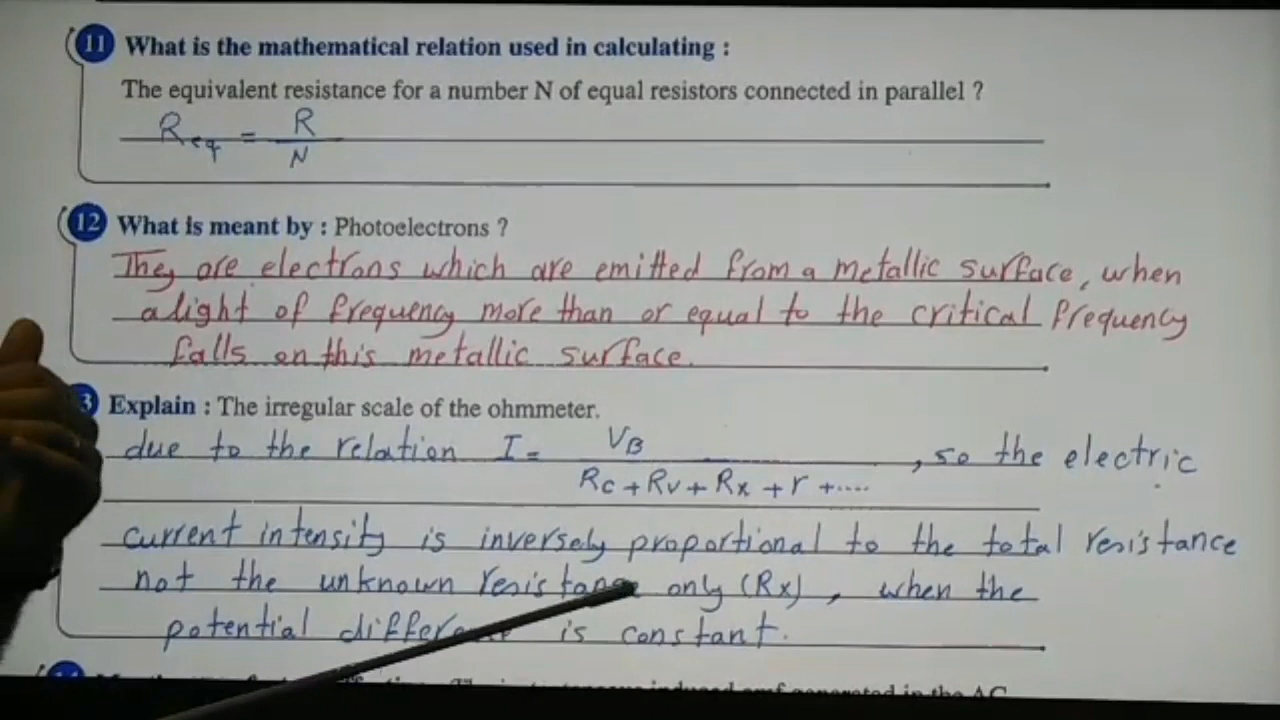 11 What is the mathematical relation used in calculating :
The equivalent resistance for a number N of equal resistors connected in parallel ?
Req = R/N
12 What is meant by : Photoelectrons ?
They are electrons which are emitted from a metallic surface, when
a light of frequency more than or equal to the critical frequency
falls on this metallic surface.
3 Explain : The irregular scale of the ohmmeter.
due to the relation I = VB / Rc + Rv + Rx + r + .... , so the electric
current intensity is inversely proportional to the total resistance
not the unknown resistance only (Rx), when the
potential difference is constant.